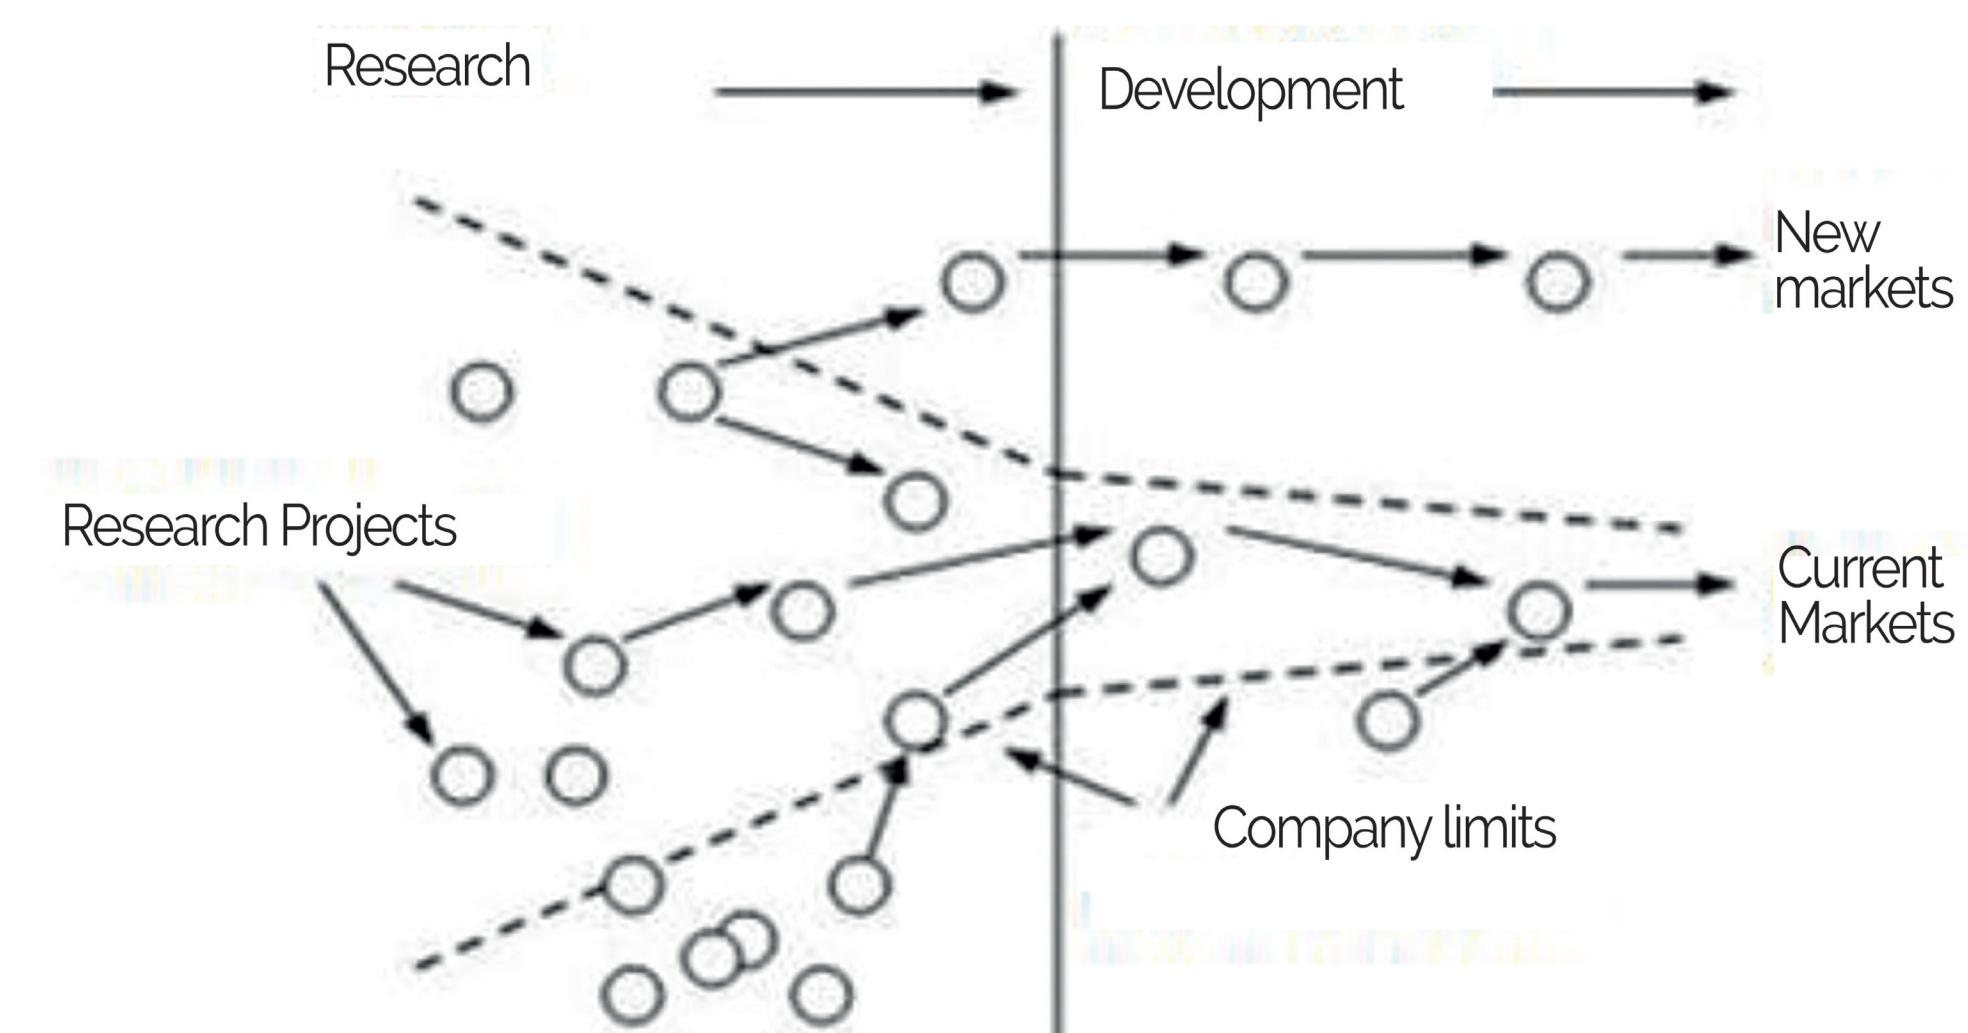 Research
Development
New
markets
Research Projects
Current
Markets
Company limits